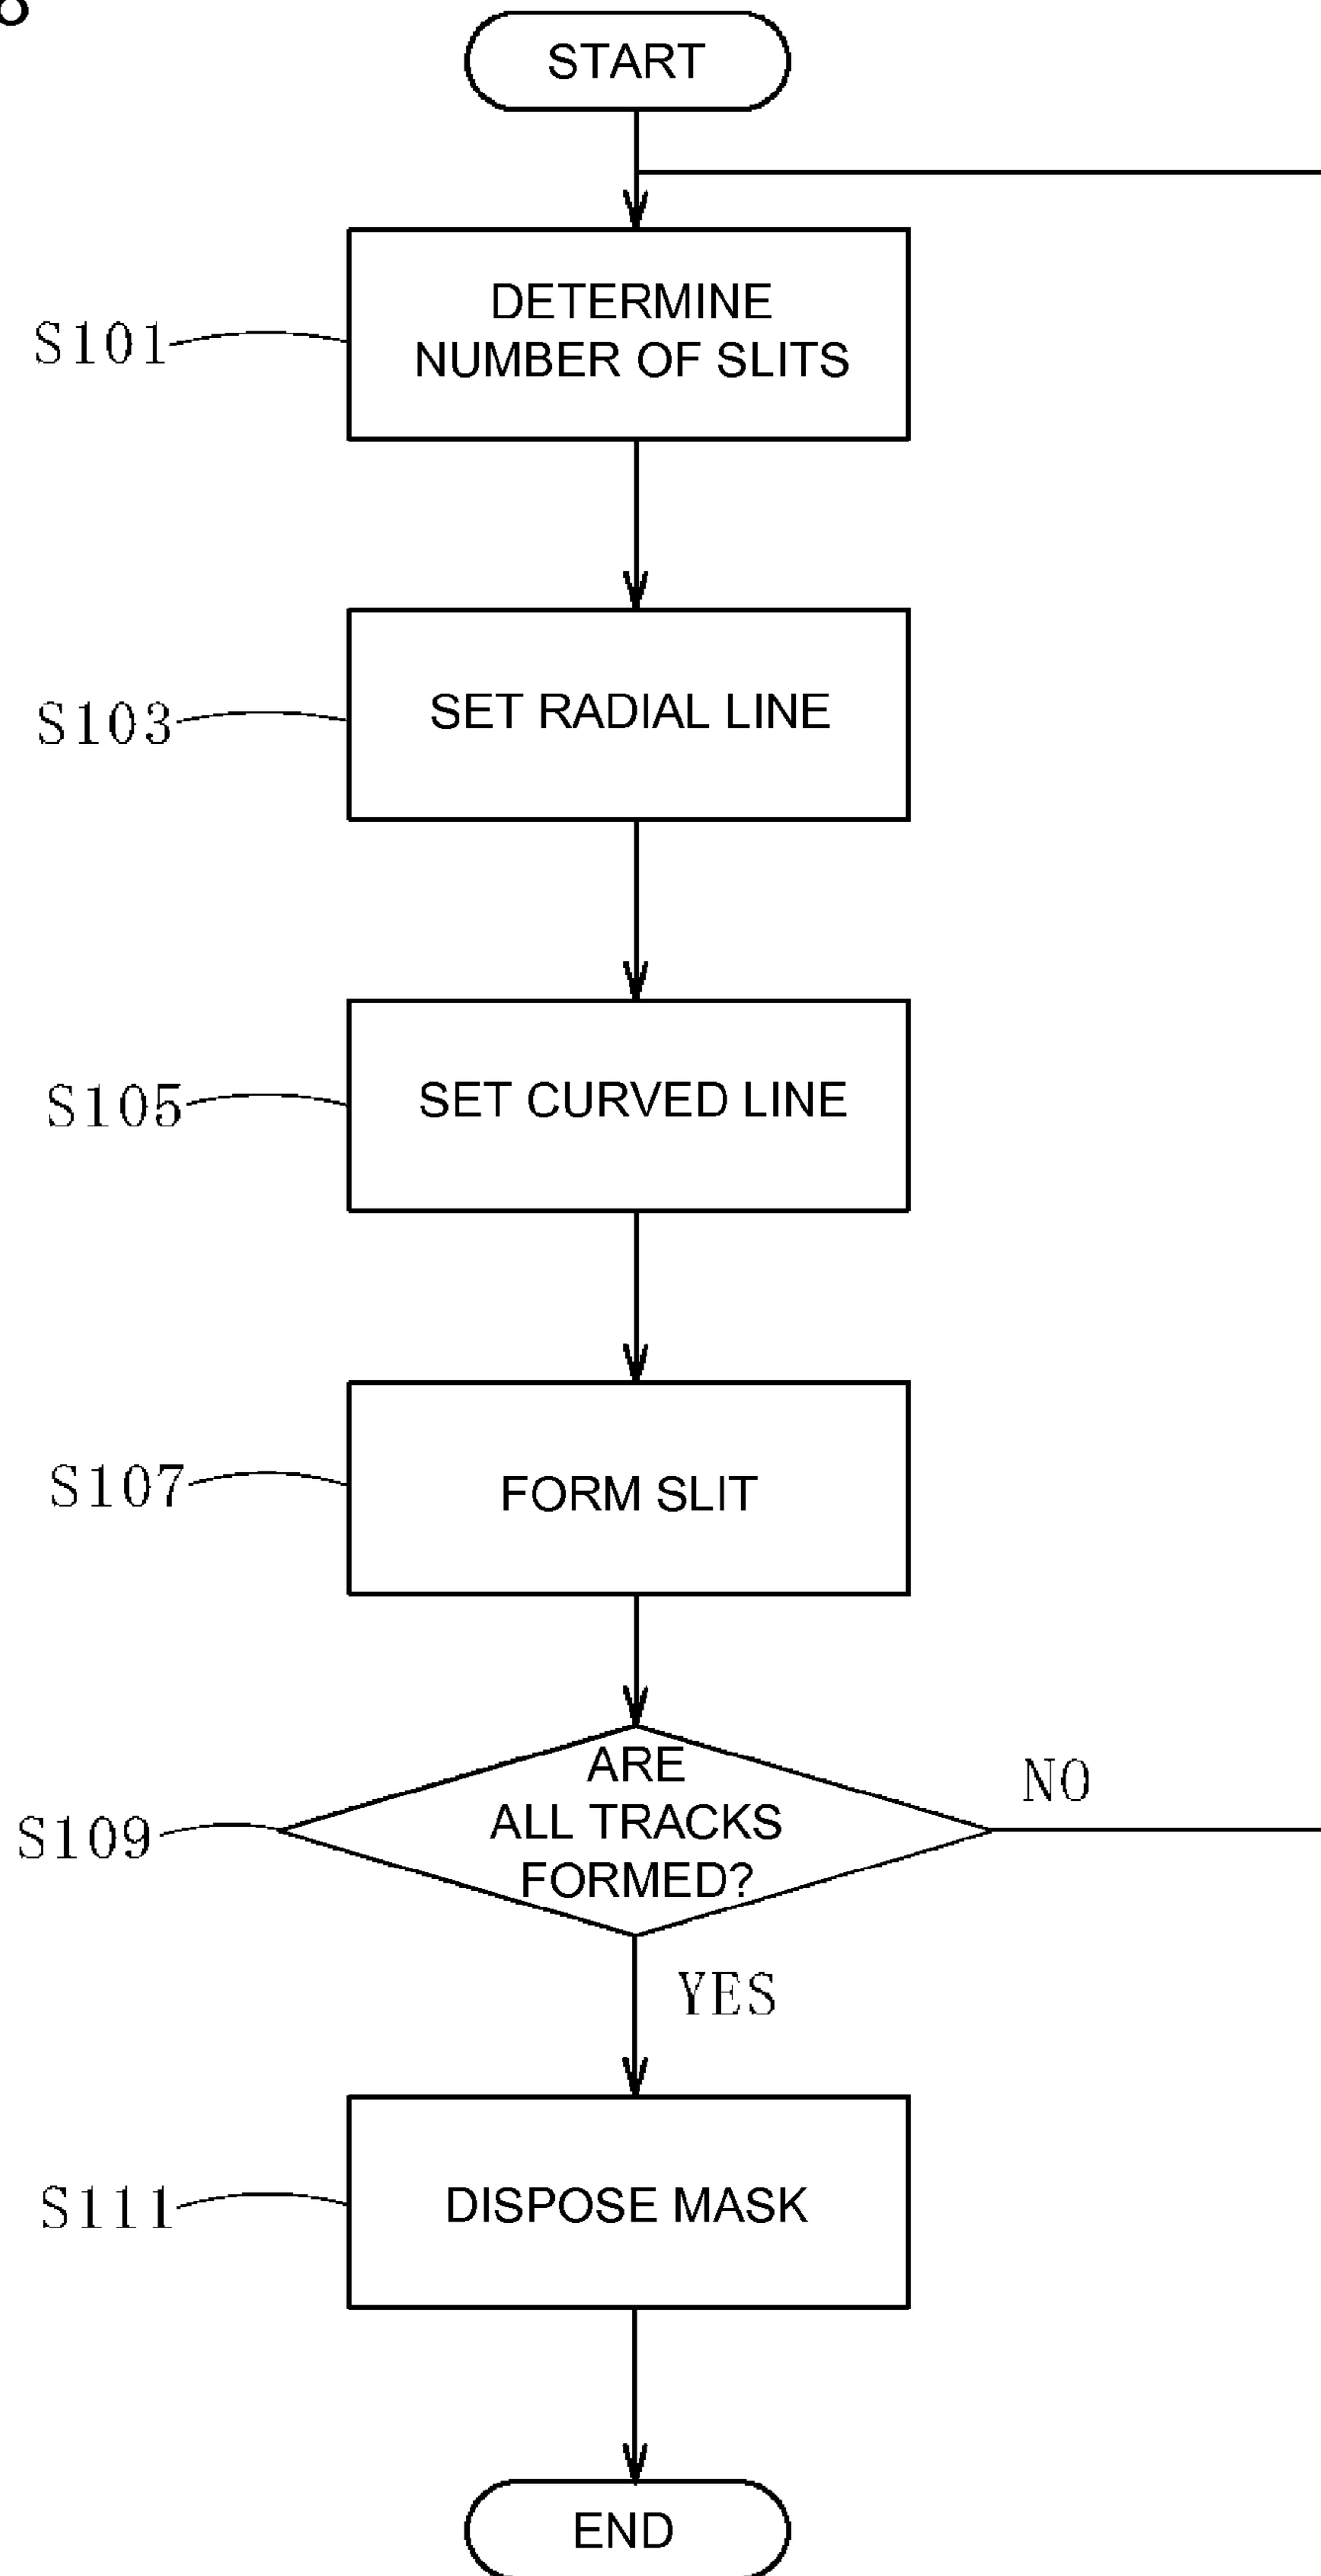 START
DETERMINE
NUMBER OF SLITS
S101
SET RADIAL LINE
S103
SET CURVED LINE
S105
FORM SLIT
S107
ARE
ALL TRACKS
FORMED?
S109
NO
YES
DISPOSE MASK
S111
END